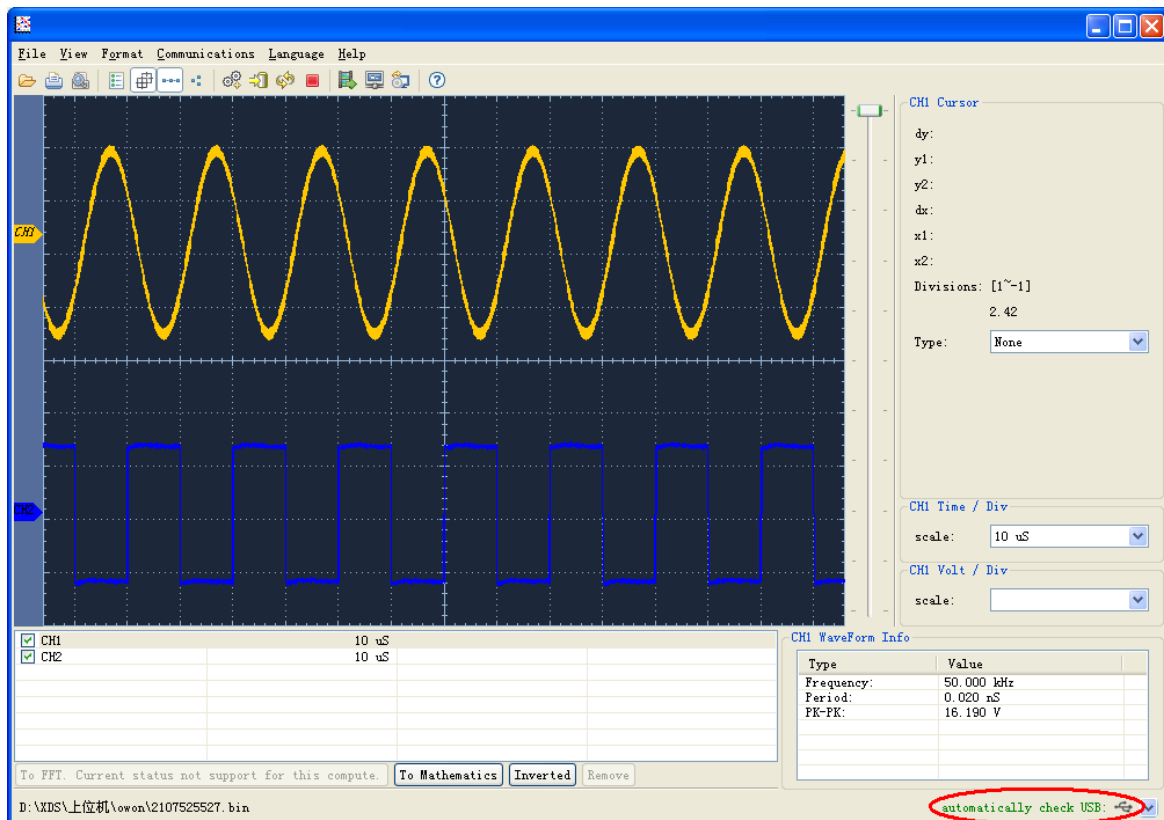 File View Format Communications Language Help
CH1
CH2
CH1 Cursor
dy:
y1:
y2:
dx:
x1:
x2:
Divisions: [1~-1]
2.42
Type: None
CH1 Time / Div
scale: 10 uS
CH1 Volt / Div
scale:
CH1 10 uS
CH2 10 uS
CH1 WaveForm Info
Type Value
Frequency: 50.000 kHz
Period: 0.020 nS
PK-PK: 16.190 V
To FFT. Current status not support for this compute. To Mathematics Inverted Remove
D:\XDS\上位机\owon\2107525527.bin
automatically check USB: